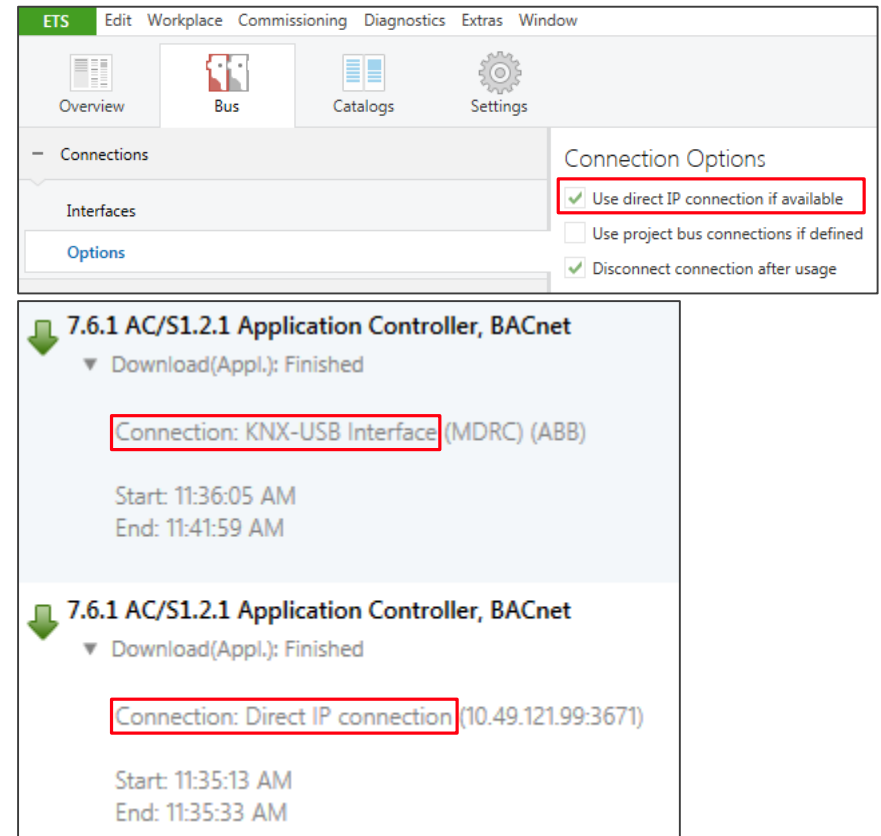 ETS Edit Workplace Commissioning Diagnostics Extras Window
Overview Bus Catalogs Settings
Connections
Interfaces
Options
Connection Options
Use direct IP connection if available
Use project bus connections if defined
Disconnect connection after usage
7.6.1 AC/S1.2.1 Application Controller, BACnet
Download(Appl.): Finished
Connection: KNX-USB Interface (MDRC) (ABB)
Start: 11:36:05 AM
End: 11:41:59 AM
7.6.1 AC/S1.2.1 Application Controller, BACnet
Download(Appl.): Finished
Connection: Direct IP connection (10.49.121.99:3671)
Start: 11:35:13 AM
End: 11:35:33 AM